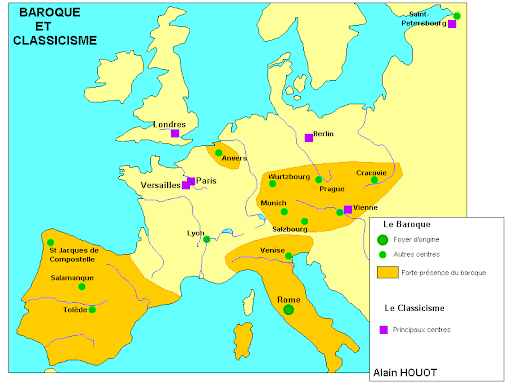 BAROQUE
ET
CLASSICISME
Saint-
Petersbourg
Londres
Berlin
Anvers
Paris
Versailles
Wurtzbourg
Cracovie
Prague
Munich
Vienne
Salzbourg
Lyon
Venise
St Jacques de
Compostelle
Salamanque
Tolède
Rome
Le Baroque
Foyer d'origine
Autres centres
Forte présence du baroque
Le Classicisme
Principaux centres
Alain HOUOT